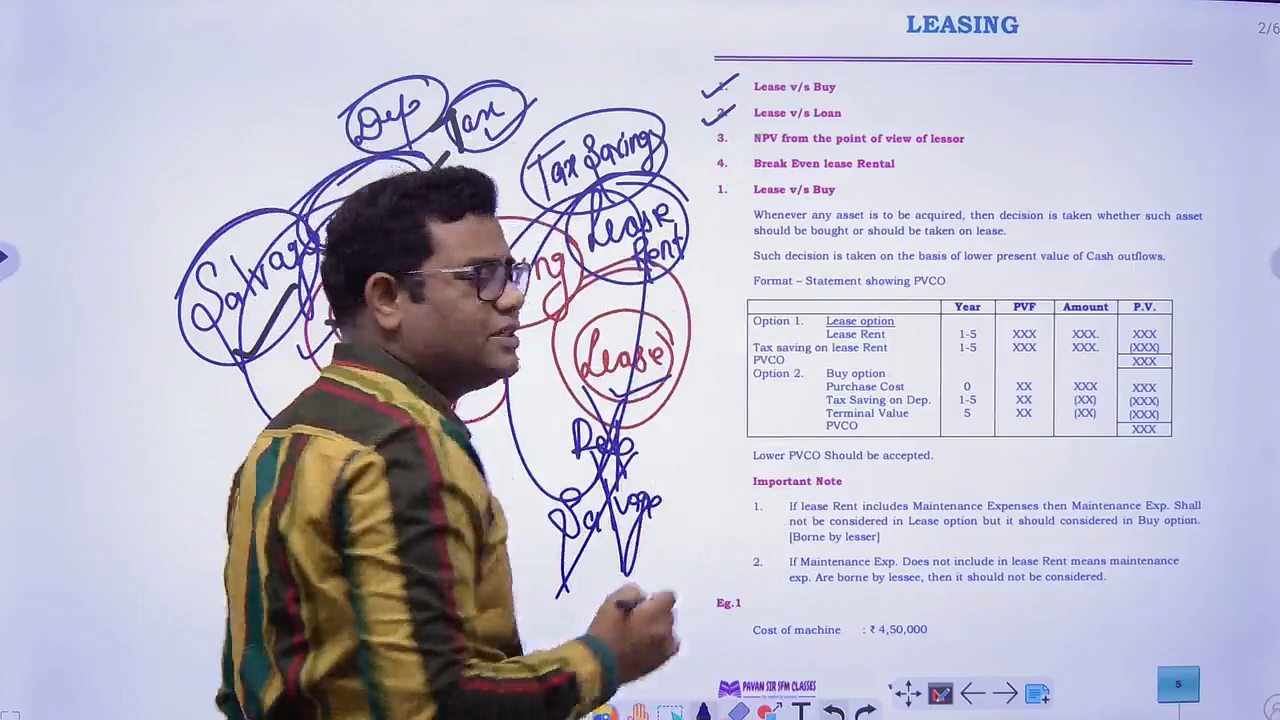 LEASING
2/6
1. Lease v/s Buy
2. Lease v/s Loan
3. NPV from the point of view of lessor
4. Break Even lease Rental
1. Lease v/s Buy
Whenever any asset is to be acquired, then decision is taken whether such asset
should be bought or should be taken on lease.
Such decision is taken on the basis of lower present value of Cash outflows.
Format – Statement showing PVCO
Year PVF Amount P.V.
Option 1. Lease option
Lease Rent 1-5 XXX XXX. XXX
Tax saving on lease Rent 1-5 XXX XXX. (XXX)
PVCO XXX
Option 2. Buy option
Purchase Cost 0 XX XXX XXX
Tax Saving on Dep. 1-5 XX (XX) (XXX)
Terminal Value 5 XX (XX) (XXX)
PVCO XXX
Lower PVCO Should be accepted.
Important Note
1. If lease Rent includes Maintenance Expenses then Maintenance Exp. Shall
not be considered in Lease option but it should considered in Buy option.
[Borne by lesser]
2. If Maintenance Exp. Does not include in lease Rent means maintenance
exp. Are borne by lessee, then it should not be considered.
Eg.1
Cost of machine : ₹ 4,50,000
PAVAN SIR SFM CLASSES
5
Dep Tax
Tax Savings
Salvage
Lease
Rent
Lease
Dep
Salvage